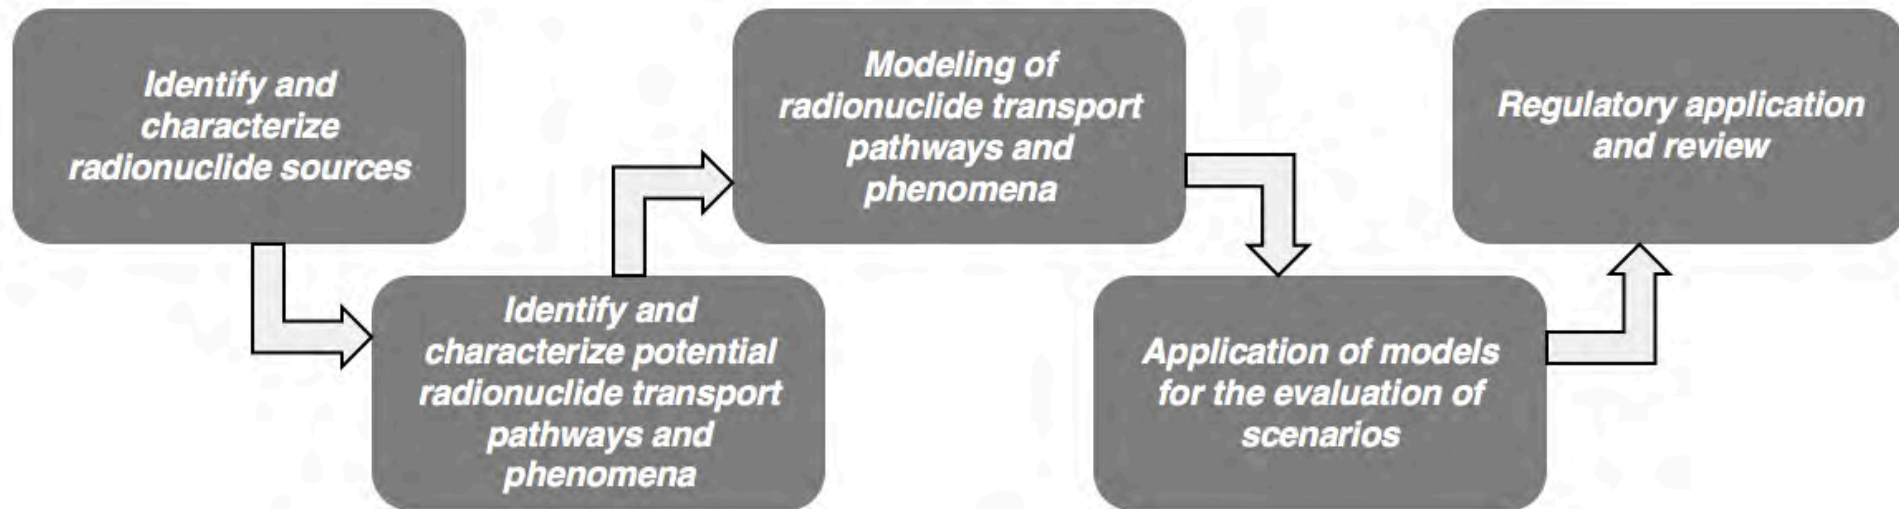 Identify and
characterize
radionuclide sources
Identify and
characterize potential
radionuclide transport
pathways and
phenomena
Modeling of
radionuclide transport
pathways and
phenomena
Application of models
for the evaluation of
scenarios
Regulatory application
and review